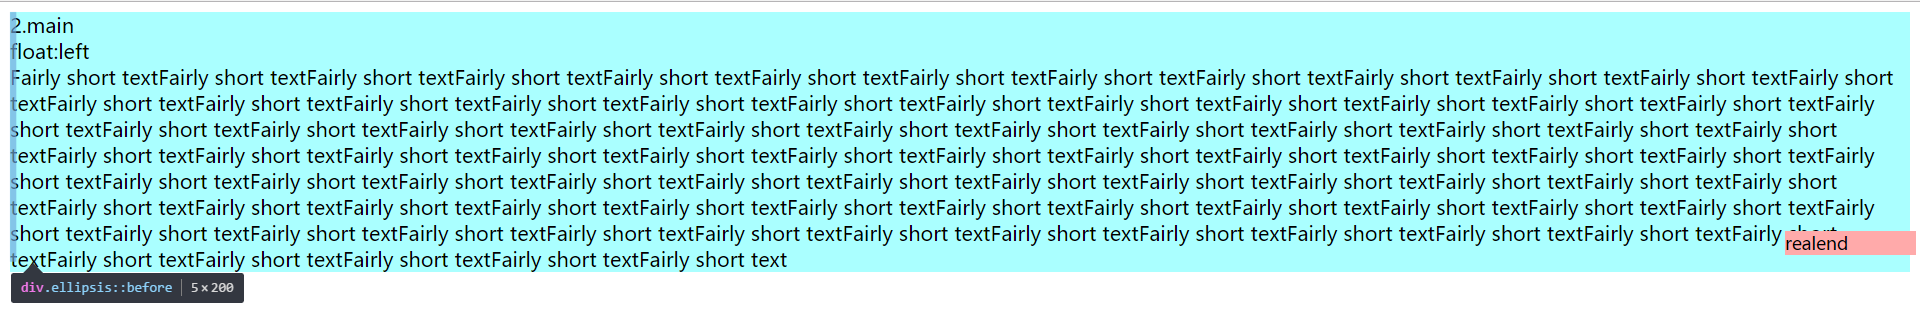 2.main
float:left
Fairly short textFairly short textFairly short textFairly short textFairly short textFairly short textFairly short textFairly short textFairly short textFairly short textFairly short textFairly short textFairly short
textFairly short textFairly short textFairly short textFairly short textFairly short textFairly short textFairly short textFairly short textFairly short textFairly short textFairly short textFairly short textFairly
short textFairly short textFairly short textFairly short textFairly short textFairly short textFairly short textFairly short textFairly short textFairly short textFairly short textFairly short textFairly short
textFairly short textFairly short textFairly short textFairly short textFairly short textFairly short textFairly short textFairly short textFairly short textFairly short textFairly short textFairly short textFairly
short textFairly short textFairly short textFairly short textFairly short textFairly short textFairly short textFairly short textFairly short textFairly short textFairly short textFairly short textFairly short
textFairly short textFairly short textFairly short textFairly short textFairly short textFairly short textFairly short textFairly short textFairly short textFairly short textFairly short textFairly short textFairly
short textFairly short textFairly short textFairly short textFairly short textFairly short textFairly short textFairly short textFairly short textFairly short textFairly short textFairly short textFairly short
realend
textFairly short textFairly short textFairly short textFairly short textFairly short text
div.ellipsis::before 5×200